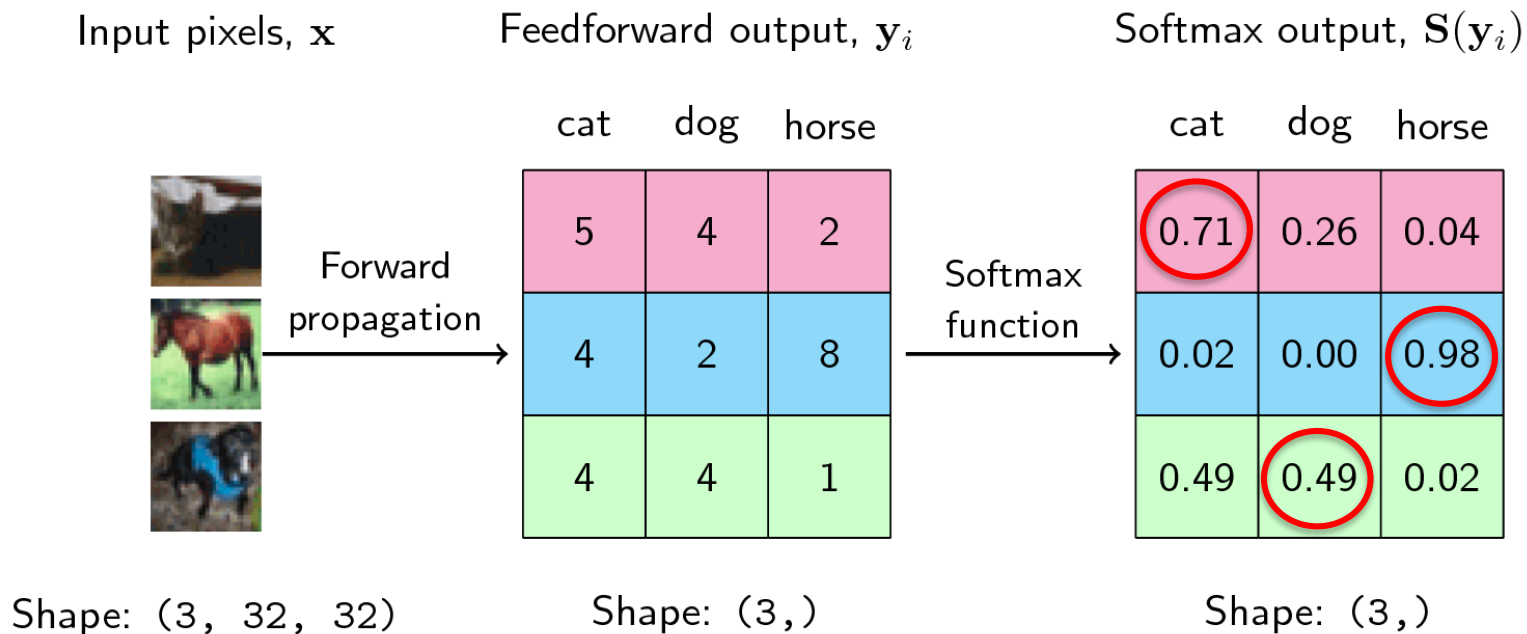 Input pixels, x
Feedforward output, yᵢ
Softmax output, S(yᵢ)
cat dog horse
cat dog horse
5 4 2
0.71 0.26 0.04
Forward
propagation
Softmax
function
4 2 8
0.02 0.00 0.98
4 4 1
0.49 0.49 0.02
Shape: (3, 32, 32)
Shape: (3,)
Shape: (3,)